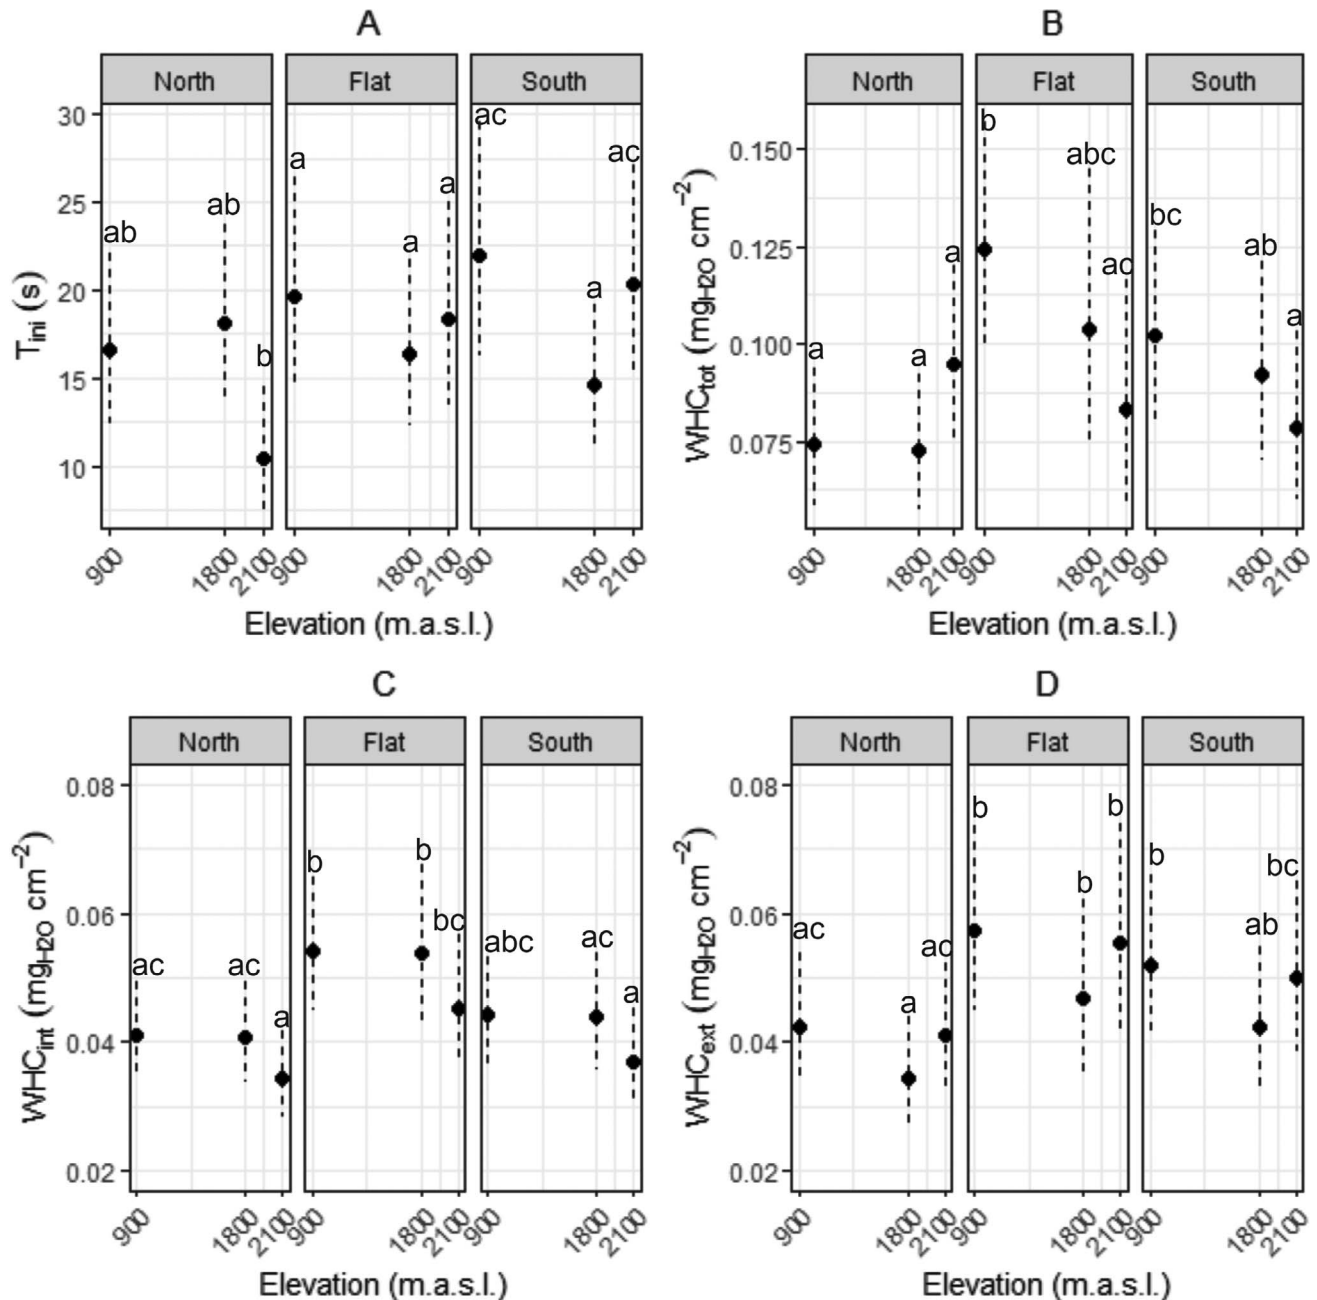 A
North Flat South
30
25
20
15
10
ab
ab
b
a
a
a
ac
a
ac
T_ini (s)
900 1800 2100 900 1800 2100 900 1800 2100
Elevation (m.a.s.l.)
B
North Flat South
0.150
0.125
0.100
0.075
a
a
a
b
abc
ac
bc
ab
a
WHC_tot (mg_H2O cm^−2)
900 1800 2100 900 1800 2100 900 1800 2100
Elevation (m.a.s.l.)
C
North Flat South
0.08
0.06
0.04
0.02
ac
ac
a
b
b
bc
abc
ac
a
WHC_int (mg_H2O cm^−2)
900 1800 2100 900 1800 2100 900 1800 2100
Elevation (m.a.s.l.)
D
North Flat South
0.08
0.06
0.04
0.02
ac
a
ac
b
b
b
b
ab
bc
WHC_ext (mg_H2O cm^−2)
900 1800 2100 900 1800 2100 900 1800 2100
Elevation (m.a.s.l.)